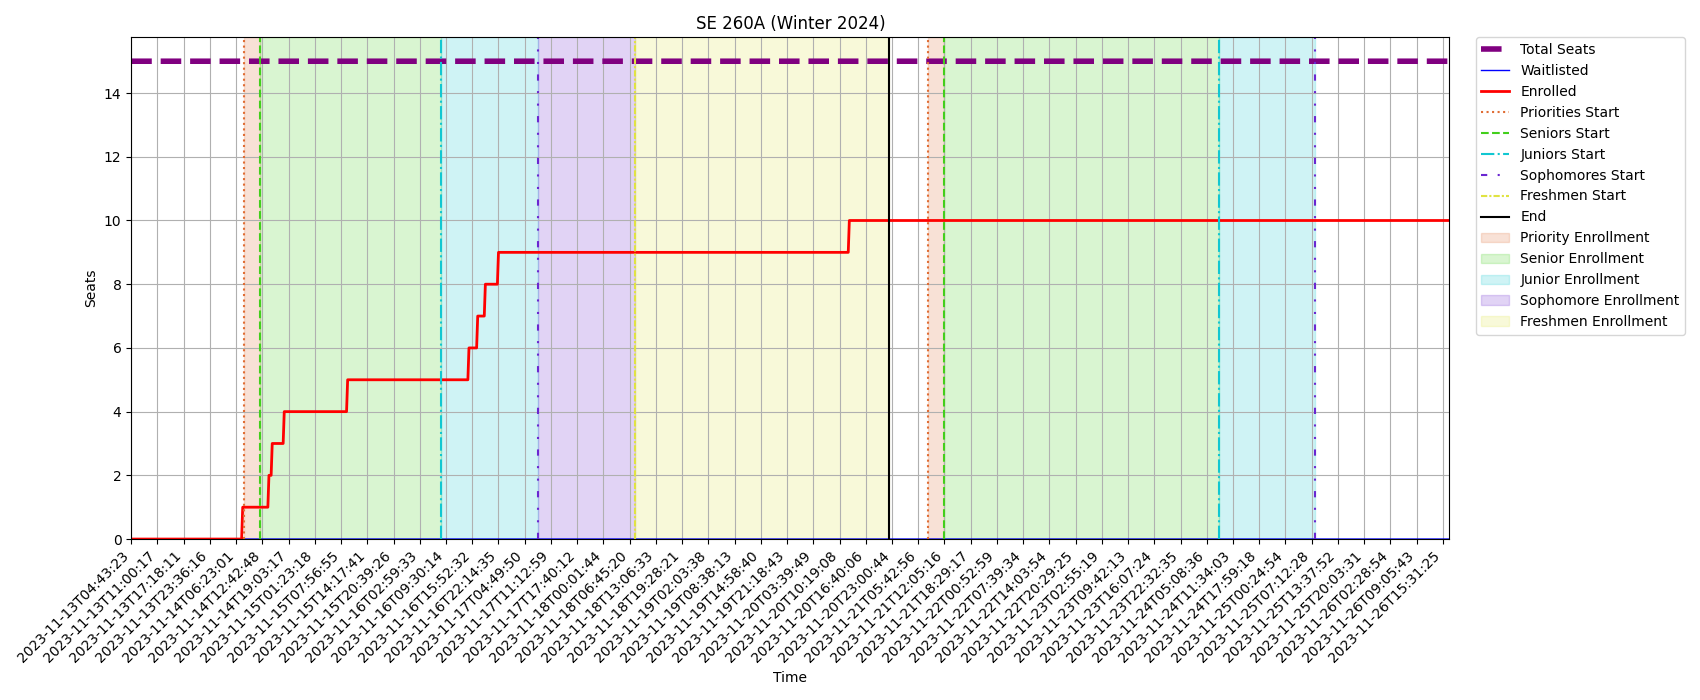 SE 260A (Winter 2024)
Seats
14
12
10
8
6
4
2
0
2023-11-13T04:43:23
2023-11-13T11:00:17
2023-11-13T17:18:11
2023-11-13T23:36:16
2023-11-14T06:23:01
2023-11-14T12:42:48
2023-11-14T19:03:17
2023-11-15T01:23:18
2023-11-15T07:56:55
2023-11-15T14:17:41
2023-11-15T20:39:26
2023-11-16T02:59:33
2023-11-16T09:30:14
2023-11-16T15:52:32
2023-11-16T22:14:35
2023-11-17T04:49:50
2023-11-17T11:12:59
2023-11-17T17:40:12
2023-11-18T00:01:44
2023-11-18T06:45:20
2023-11-18T13:06:33
2023-11-18T19:28:21
2023-11-19T02:03:38
2023-11-19T08:38:13
2023-11-19T14:58:40
2023-11-19T21:18:43
2023-11-20T03:39:49
2023-11-20T10:19:08
2023-11-20T16:40:06
2023-11-20T23:00:44
2023-11-21T05:42:56
2023-11-21T12:05:16
2023-11-21T18:29:17
2023-11-22T00:52:59
2023-11-22T07:39:34
2023-11-22T14:03:54
2023-11-22T20:29:25
2023-11-23T02:55:19
2023-11-23T09:42:13
2023-11-23T16:07:24
2023-11-23T22:32:35
2023-11-24T05:08:36
2023-11-24T11:34:03
2023-11-24T17:59:18
2023-11-25T00:24:54
2023-11-25T07:12:28
2023-11-25T13:37:52
2023-11-25T20:03:31
2023-11-26T02:28:54
2023-11-26T09:05:43
2023-11-26T15:31:25
Time
Total Seats
Waitlisted
Enrolled
Priorities Start
Seniors Start
Juniors Start
Sophomores Start
Freshmen Start
End
Priority Enrollment
Senior Enrollment
Junior Enrollment
Sophomore Enrollment
Freshmen Enrollment